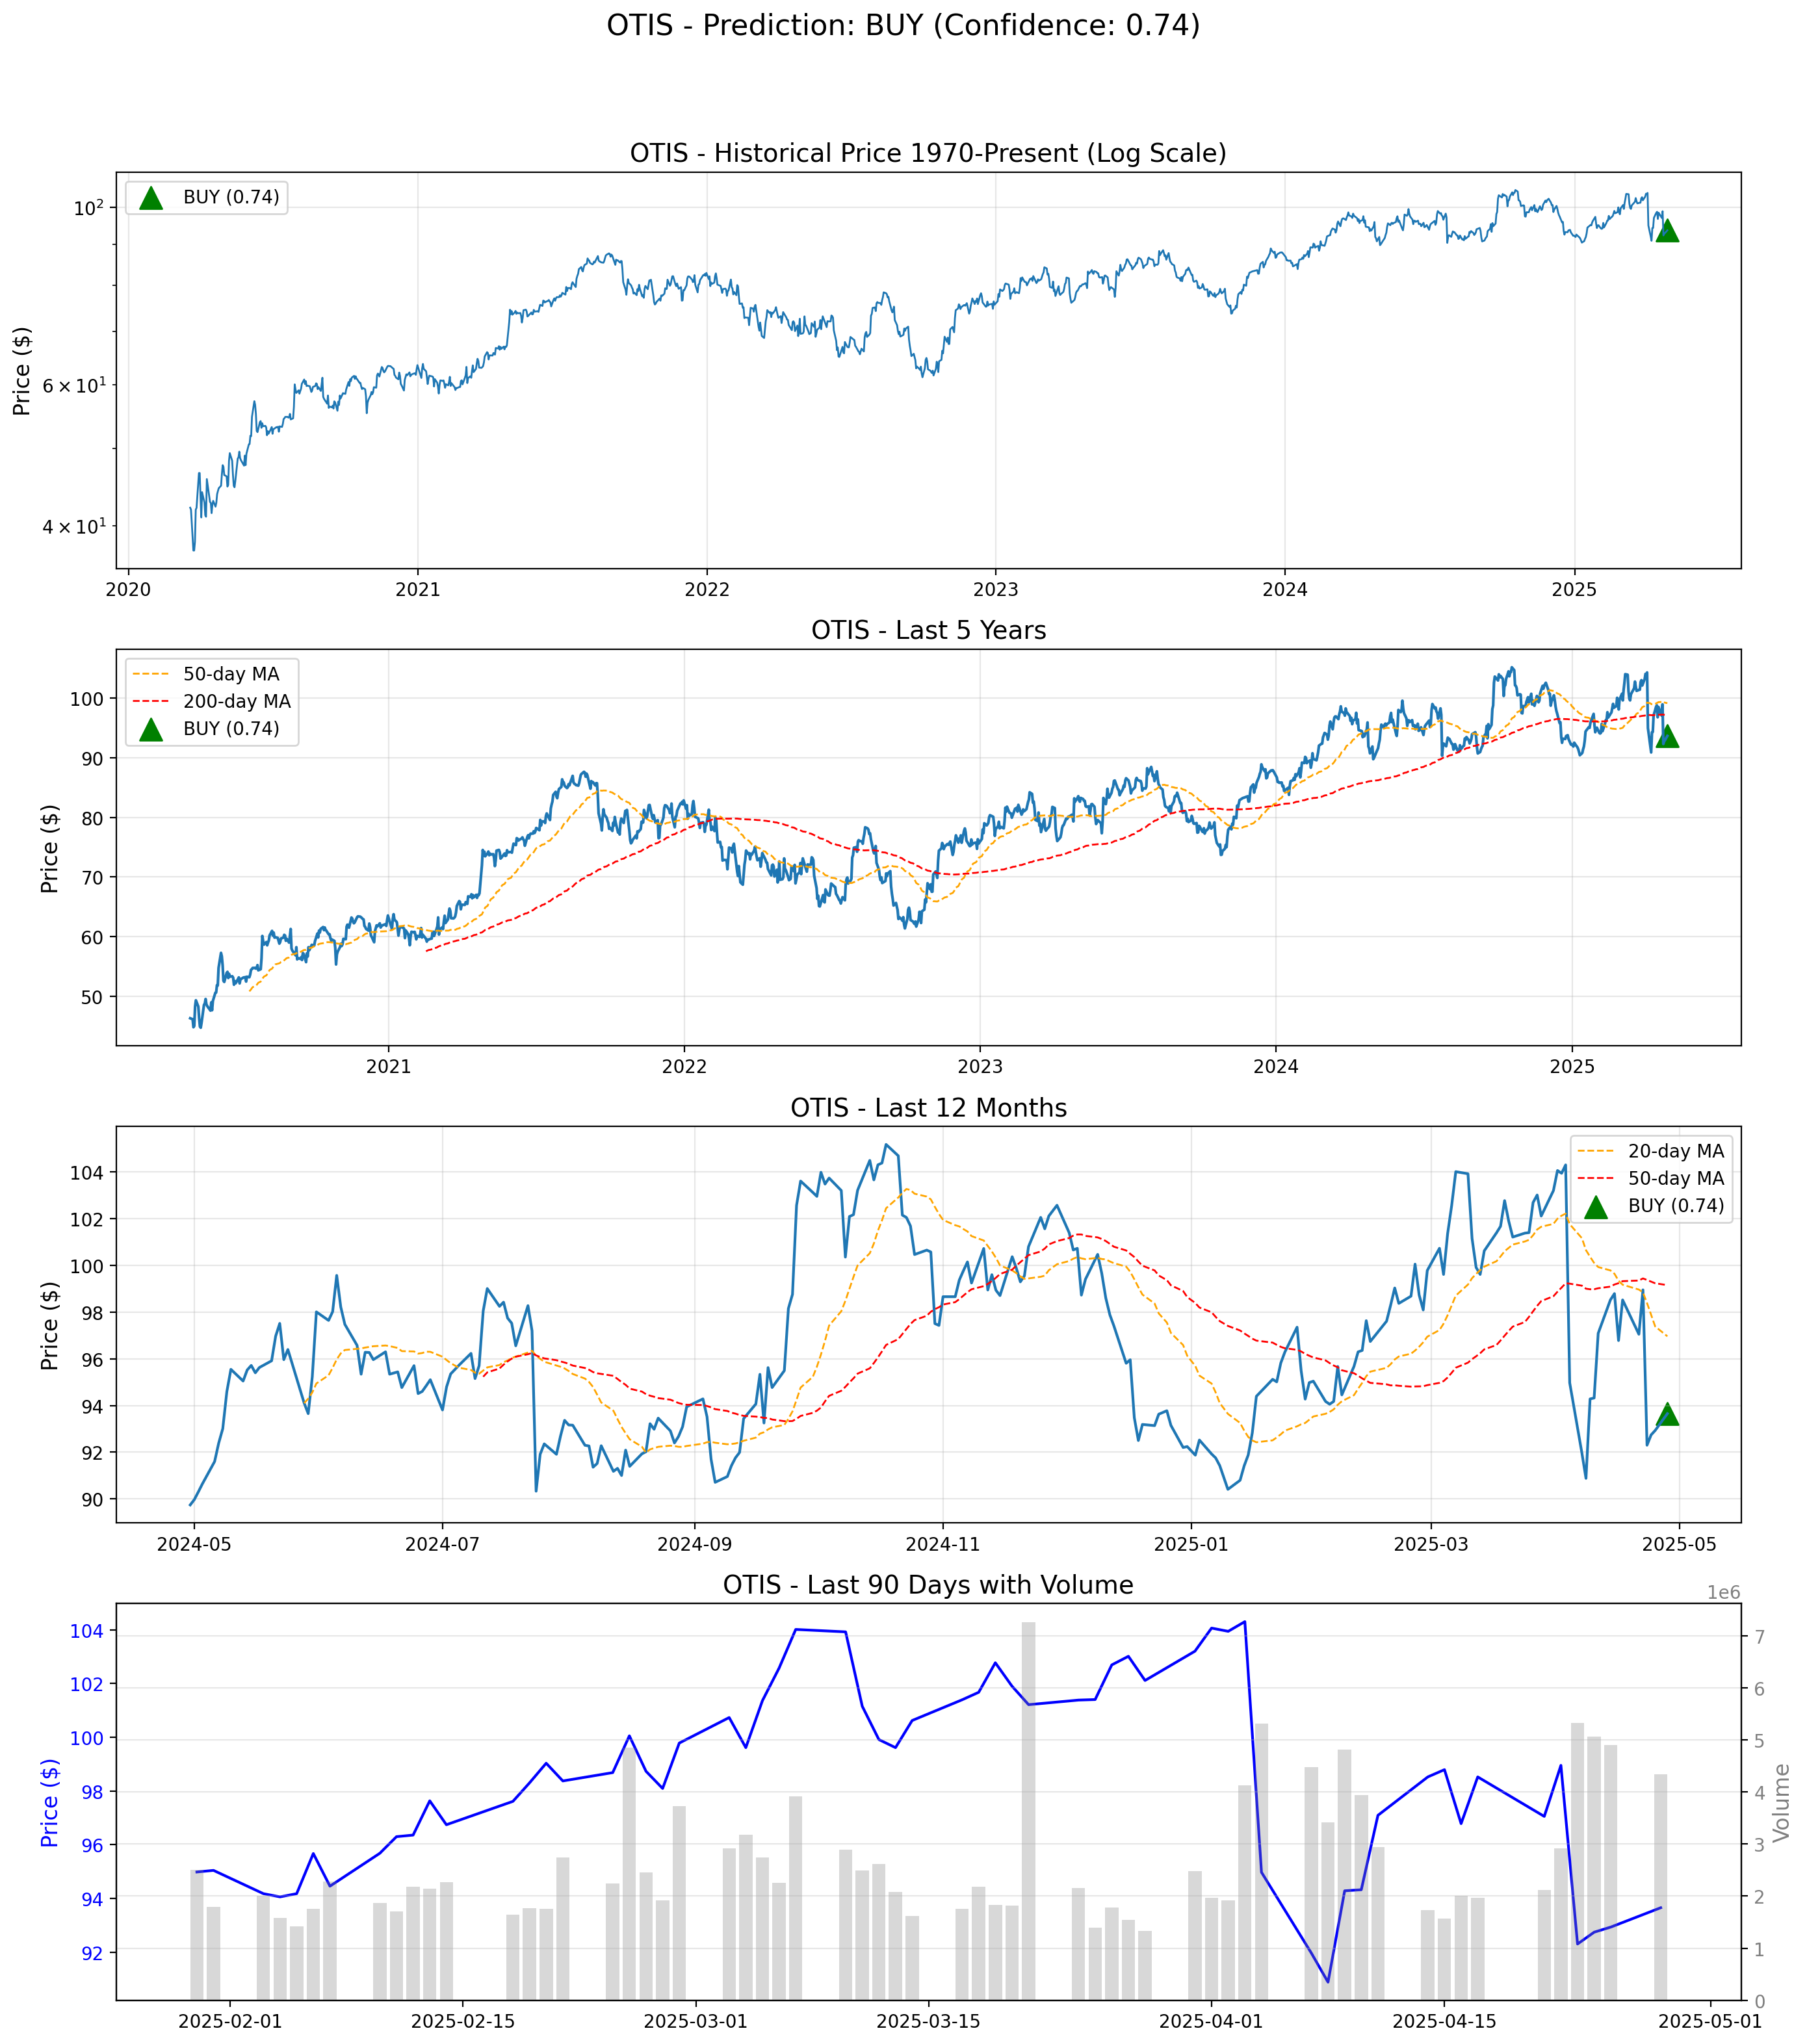 OTIS - Prediction: BUY (Confidence: 0.74)
OTIS - Historical Price 1970-Present (Log Scale)
BUY (0.74)
10²
6 × 10¹
4 × 10¹
Price ($)
2020 2021 2022 2023 2024 2025
OTIS - Last 5 Years
50-day MA
200-day MA
BUY (0.74)
100
90
80
70
60
50
Price ($)
2021 2022 2023 2024 2025
OTIS - Last 12 Months
20-day MA
50-day MA
BUY (0.74)
104
102
100
98
96
94
92
90
Price ($)
2024-05 2024-07 2024-09 2024-11 2025-01 2025-03 2025-05
OTIS - Last 90 Days with Volume
1e6
104
102
100
98
96
94
92
Price ($)
7
6
5
4
3
2
1
0
Volume
2025-02-01 2025-02-15 2025-03-01 2025-03-15 2025-04-01 2025-04-15 2025-05-01